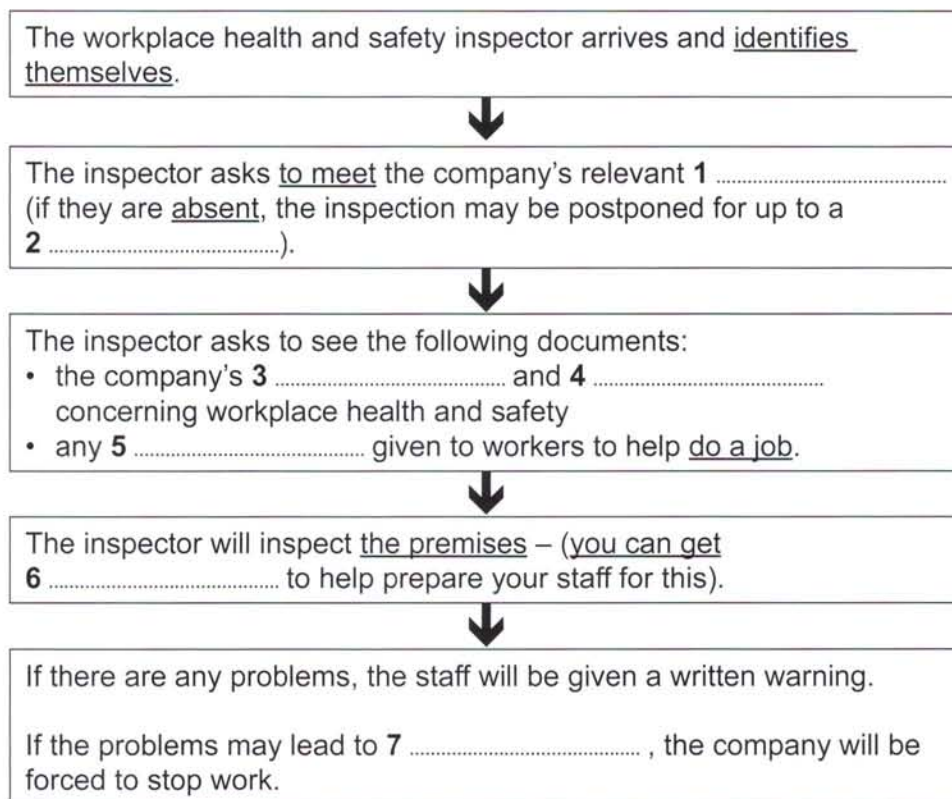 The workplace health and safety inspector arrives and identifies
themselves.
The inspector asks to meet the company's relevant 1 ........................................
(if they are absent, the inspection may be postponed for up to a
2 ........................................).
The inspector asks to see the following documents:
• the company's 3 ........................................ and 4 ........................................
concerning workplace health and safety
• any 5 ........................................ given to workers to help do a job.
The inspector will inspect the premises – (you can get
6 ........................................ to help prepare your staff for this).
If there are any problems, the staff will be given a written warning.
If the problems may lead to 7 ........................................ , the company will be
forced to stop work.